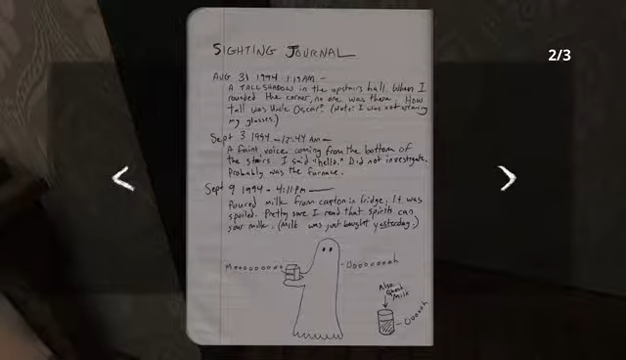 2/3
SIGHTING JOURNAL
AUG 31 1994 1:19AM -
A TALL SHADOW in the upstairs hall. When I
rounded the corner, no one was there. How
tall was Uncle Oscar? (Note: I was not wearing
my glasses.)
Sept 3 1994 - 12:47 Am -
A faint voice coming from the bottom of
the stairs. I said "hello." Did not investigate.
Probably was the furnace.
Sept 9 1994 - 4:11 Pm -
Poured milk from carton in fridge. It was
spoiled. Pretty sure I read that spirits can
sour milk. (Milk was just bought yesterday.)
Ooooooooh
Also
Ghost
Milk
Ooooooh